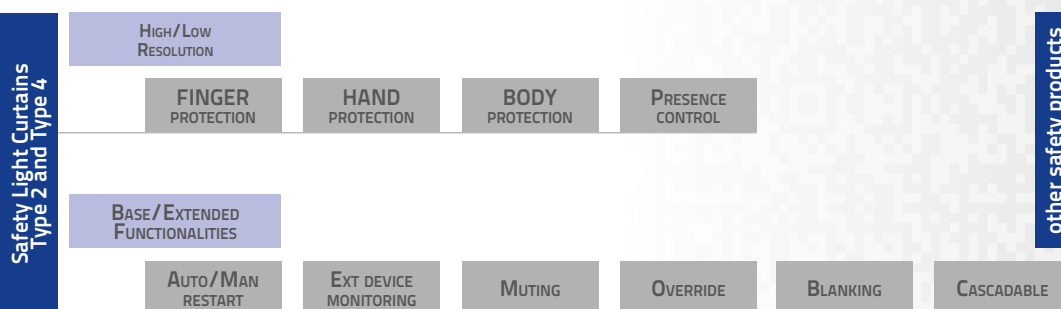 Safety Light Curtains
Type 2 and Type 4
High/Low
Resolution
FINGER
PROTECTION
HAND
PROTECTION
BODY
PROTECTION
Presence
control
Base/Extended
Functionalities
Auto/Man
restart
Ext device
monitoring
Muting
Override
Blanking
Cascadable
other safety products